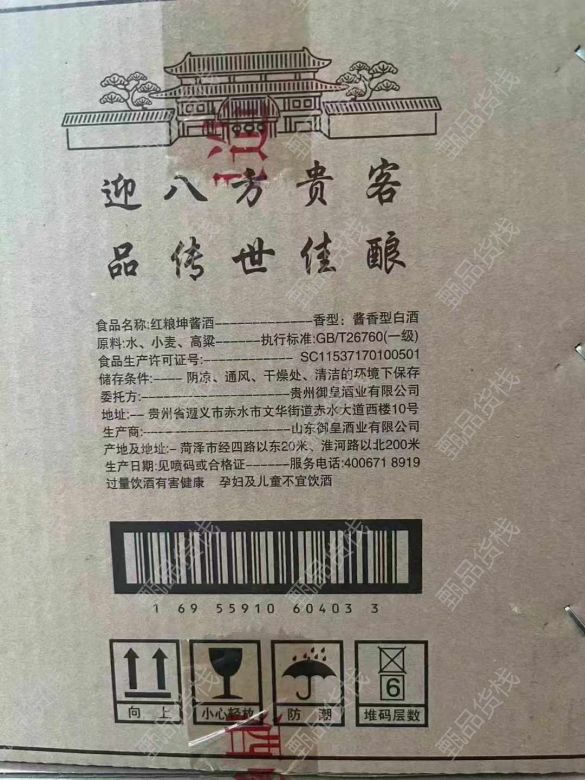 迎八方贵客
品传世佳酿
食品名称:红粮坤酱酒-------------香型：酱香型白酒
原料:水、小麦、高粱-------执行标准:GB/T26760(一级)
食品生产许可证号:------------- SC11537170100501
储存条件:---- 阴凉、通风、干燥处、清洁的环境下保存
委托方:------------------------贵州御皇酒业有限公司
地址:-- 贵州省遵义市赤水市文华街道赤水大道西楼10号
生产商:------------------------山东御皇酒业有限公司
产地及地址:- 菏泽市经四路以东20米、淮河路以北200米
生产日期:见喷码或合格证-------服务电话:400671 8919
过量饮酒有害健康 孕妇及儿童不宜饮酒
1 69 55910 60403 3
向上 小心轻放 防潮 堆码层数
6
甄品货栈